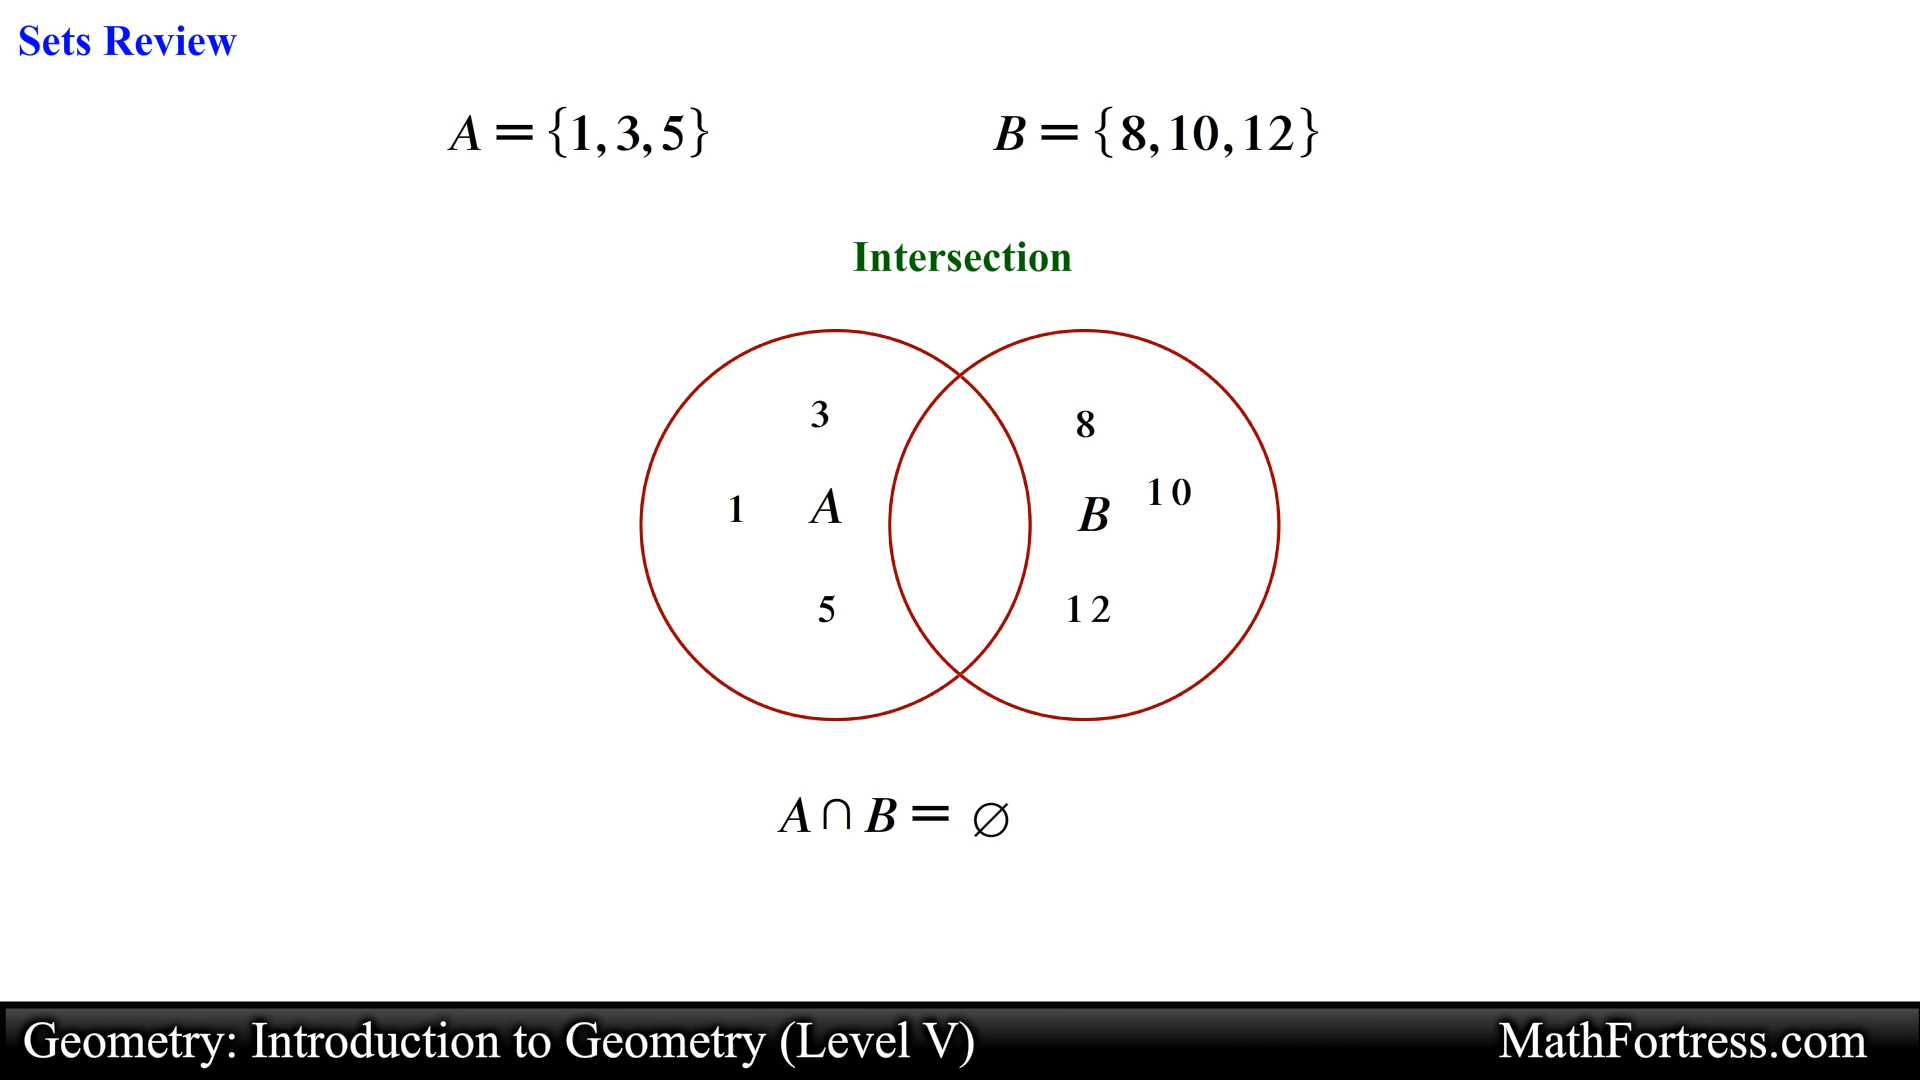 Sets Review
A = {1, 3, 5}
B = {8, 10, 12}
Intersection
3
8
1
A
B
10
5
12
A ∩ B = ∅
Geometry: Introduction to Geometry (Level V)
MathFortress.com